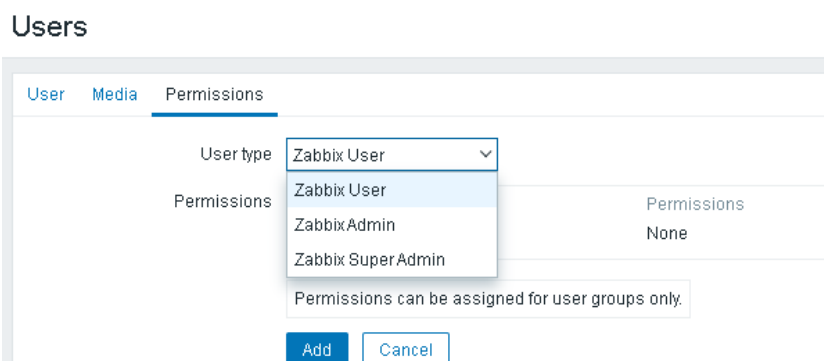 Users
User Media Permissions
User type Zabbix User
Zabbix User
Permissions Permissions
Zabbix Admin
None
Zabbix Super Admin
Permissions can be assigned for user groups only.
Add Cancel